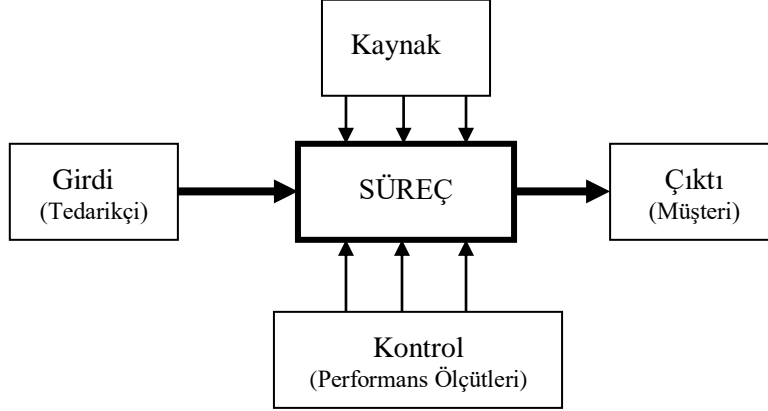 Kaynak
Girdi
(Tedarikçi)
SÜREÇ
Çıktı
(Müşteri)
Kontrol
(Performans Ölçütleri)